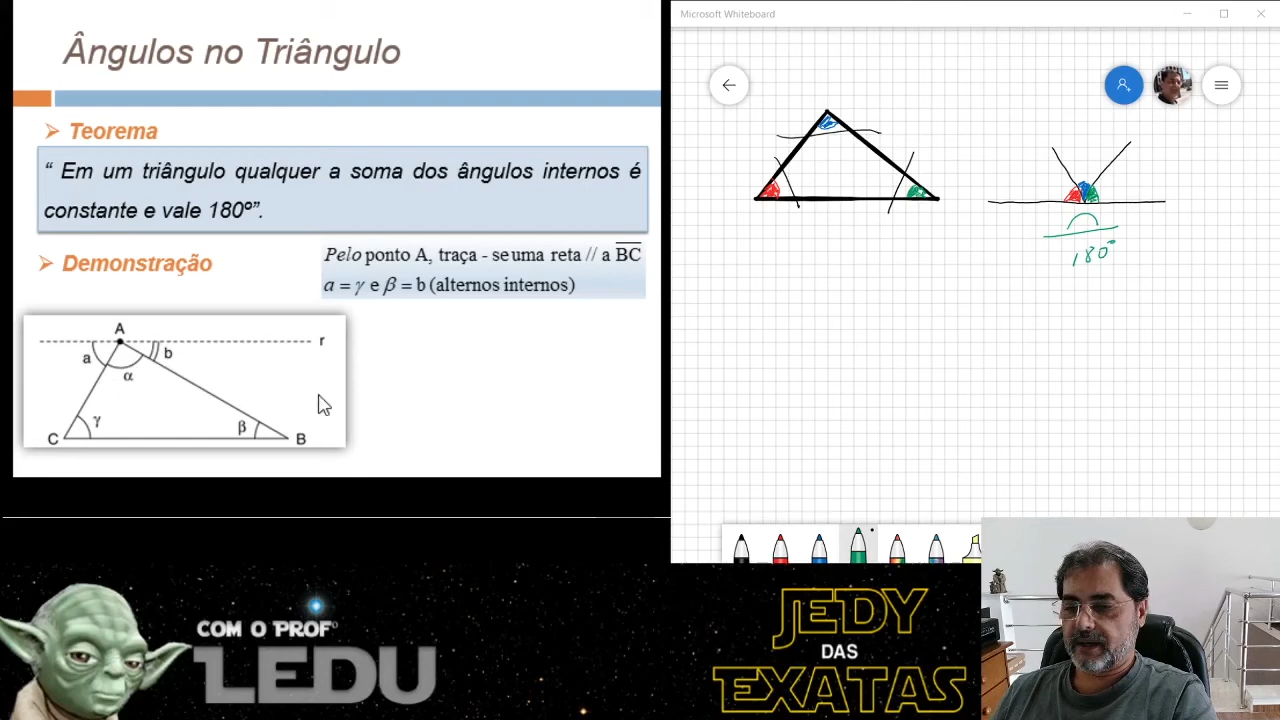 Ângulos no Triângulo
Teorema
“ Em um triângulo qualquer a soma dos ângulos internos é
constante e vale 180º”.
Demonstração
Pelo ponto A, traça - se uma reta // a BC
a = γ e β = b (alternos internos)
A
r
a
b
α
γ
β
C
B
Microsoft Whiteboard
180°
COM O PROFº
LEDU
JEDY
DAS
EXATAS